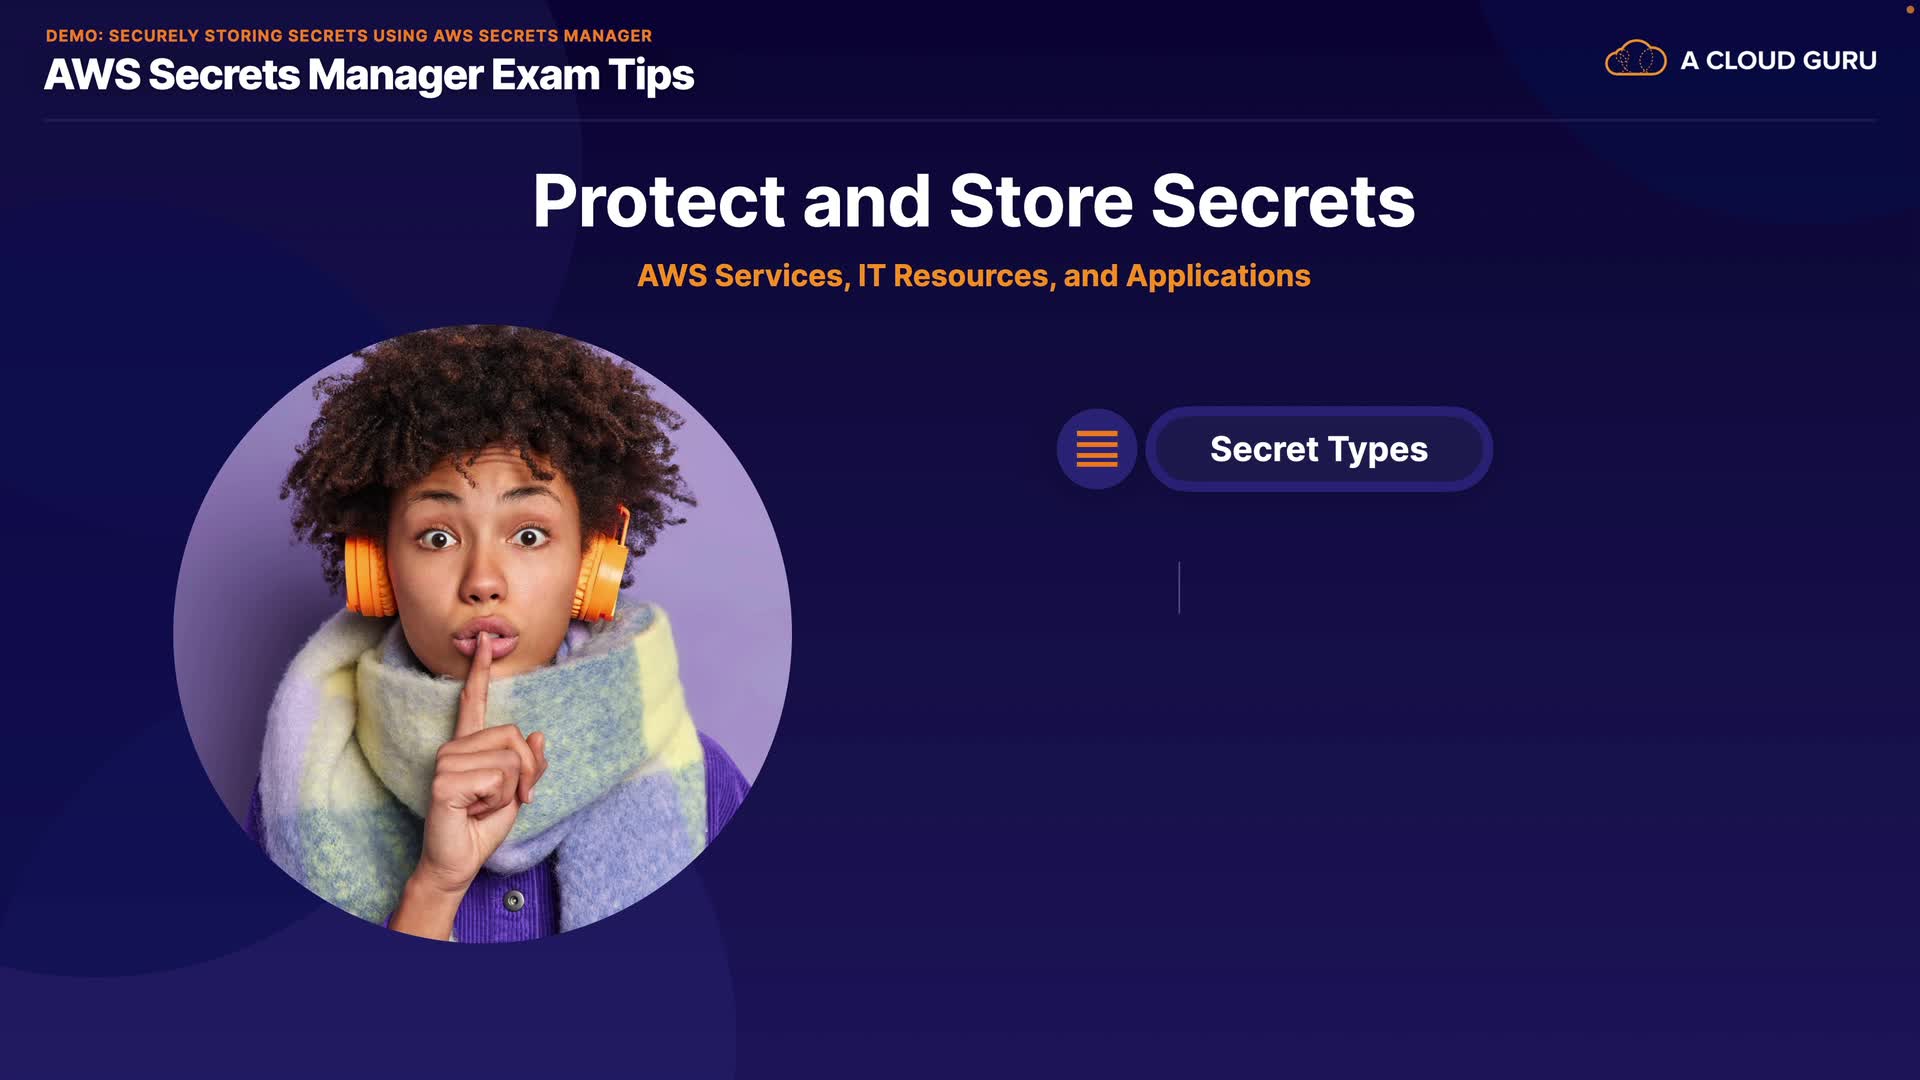 DEMO: SECURELY STORING SECRETS USING AWS SECRETS MANAGER
AWS Secrets Manager Exam Tips
A CLOUD GURU
Protect and Store Secrets
AWS Services, IT Resources, and Applications
Secret Types